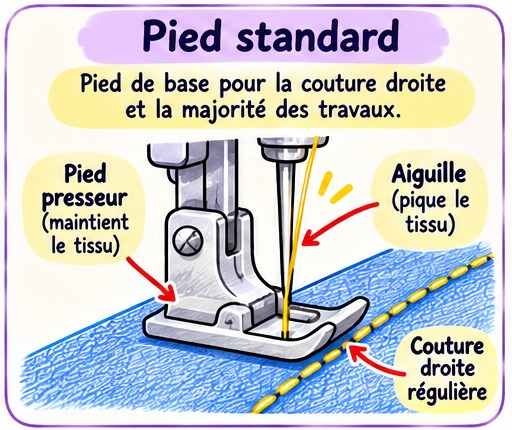 Pied standard
Pied de base pour la couture droite
et la majorité des travaux.
Pied
presseur
(maintient
le tissu)
Aiguille
(pique le
tissu)
Couture
droite
régulière